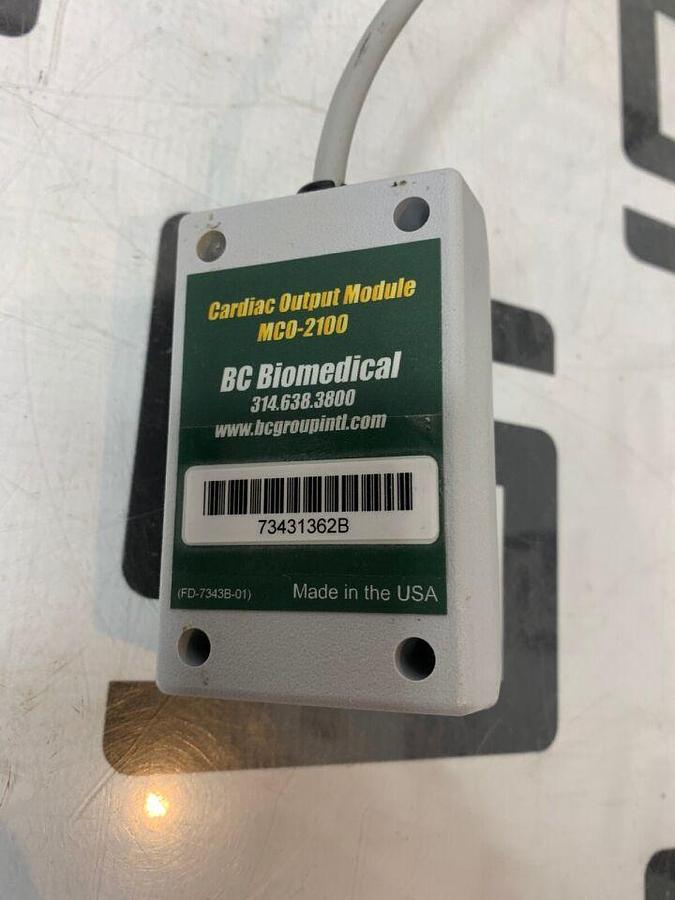 Cardiac Output Module
MCO-2100
BC Biomedical
314.638.3800
www.bcgroupintl.com
73431362B
(FD-7343B-01)    Made in the USA